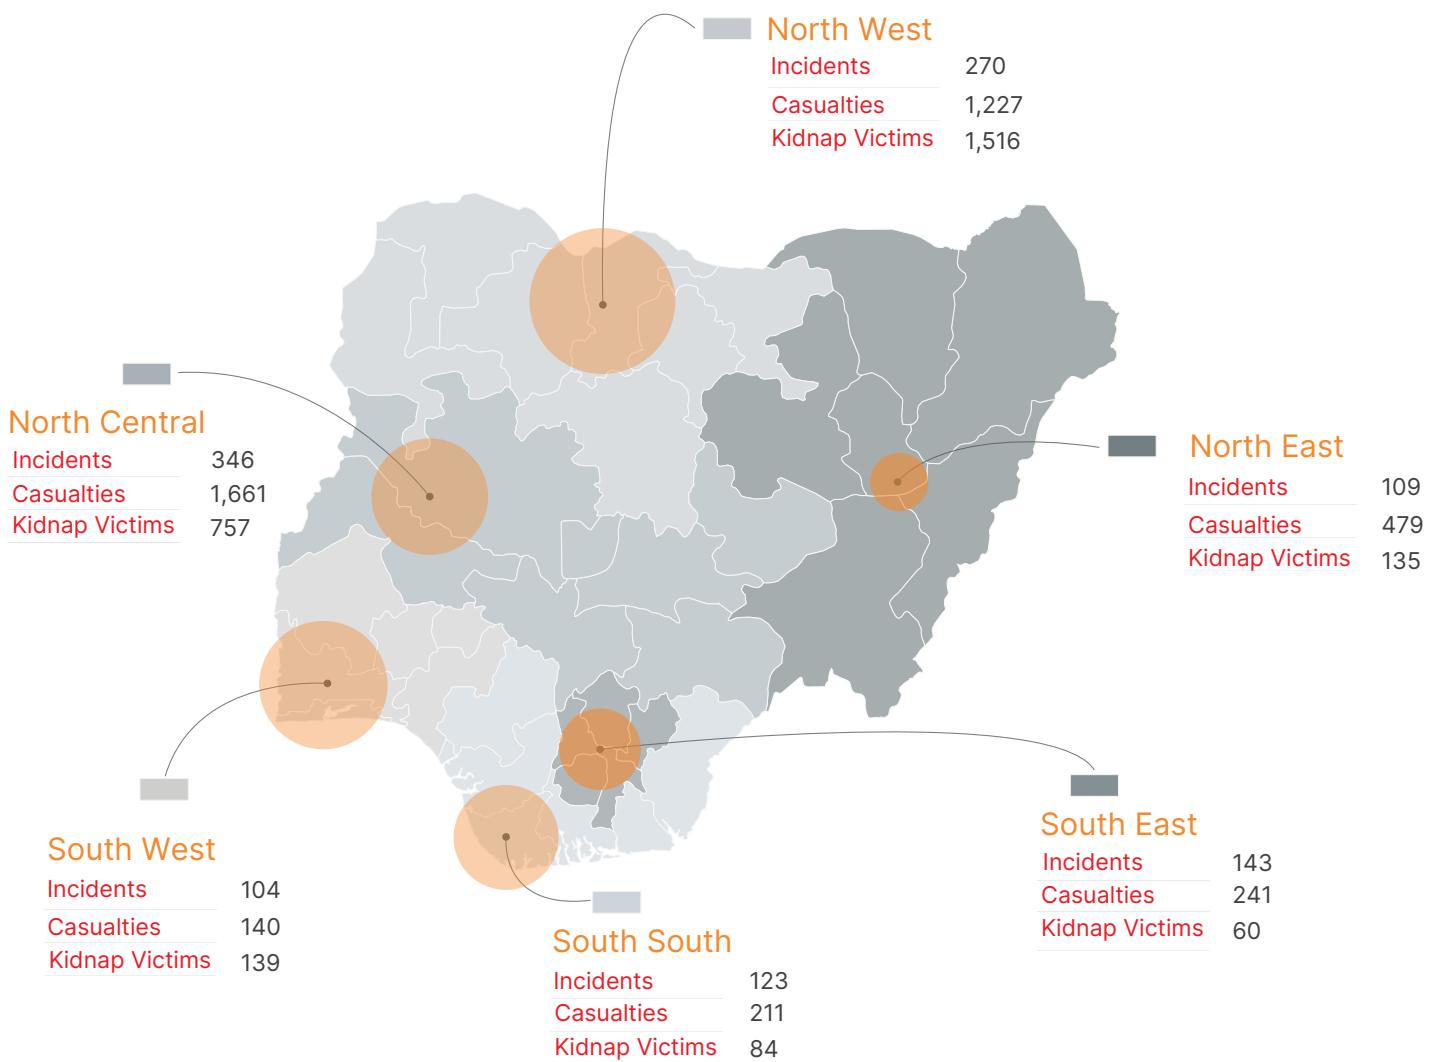 North West
Incidents 270
Casualties 1,227
Kidnap Victims 1,516
North Central
Incidents 346
Casualties 1,661
Kidnap Victims 757
North East
Incidents 109
Casualties 479
Kidnap Victims 135
South West
Incidents 104
Casualties 140
Kidnap Victims 139
South East
Incidents 143
Casualties 241
Kidnap Victims 60
South South
Incidents 123
Casualties 211
Kidnap Victims 84